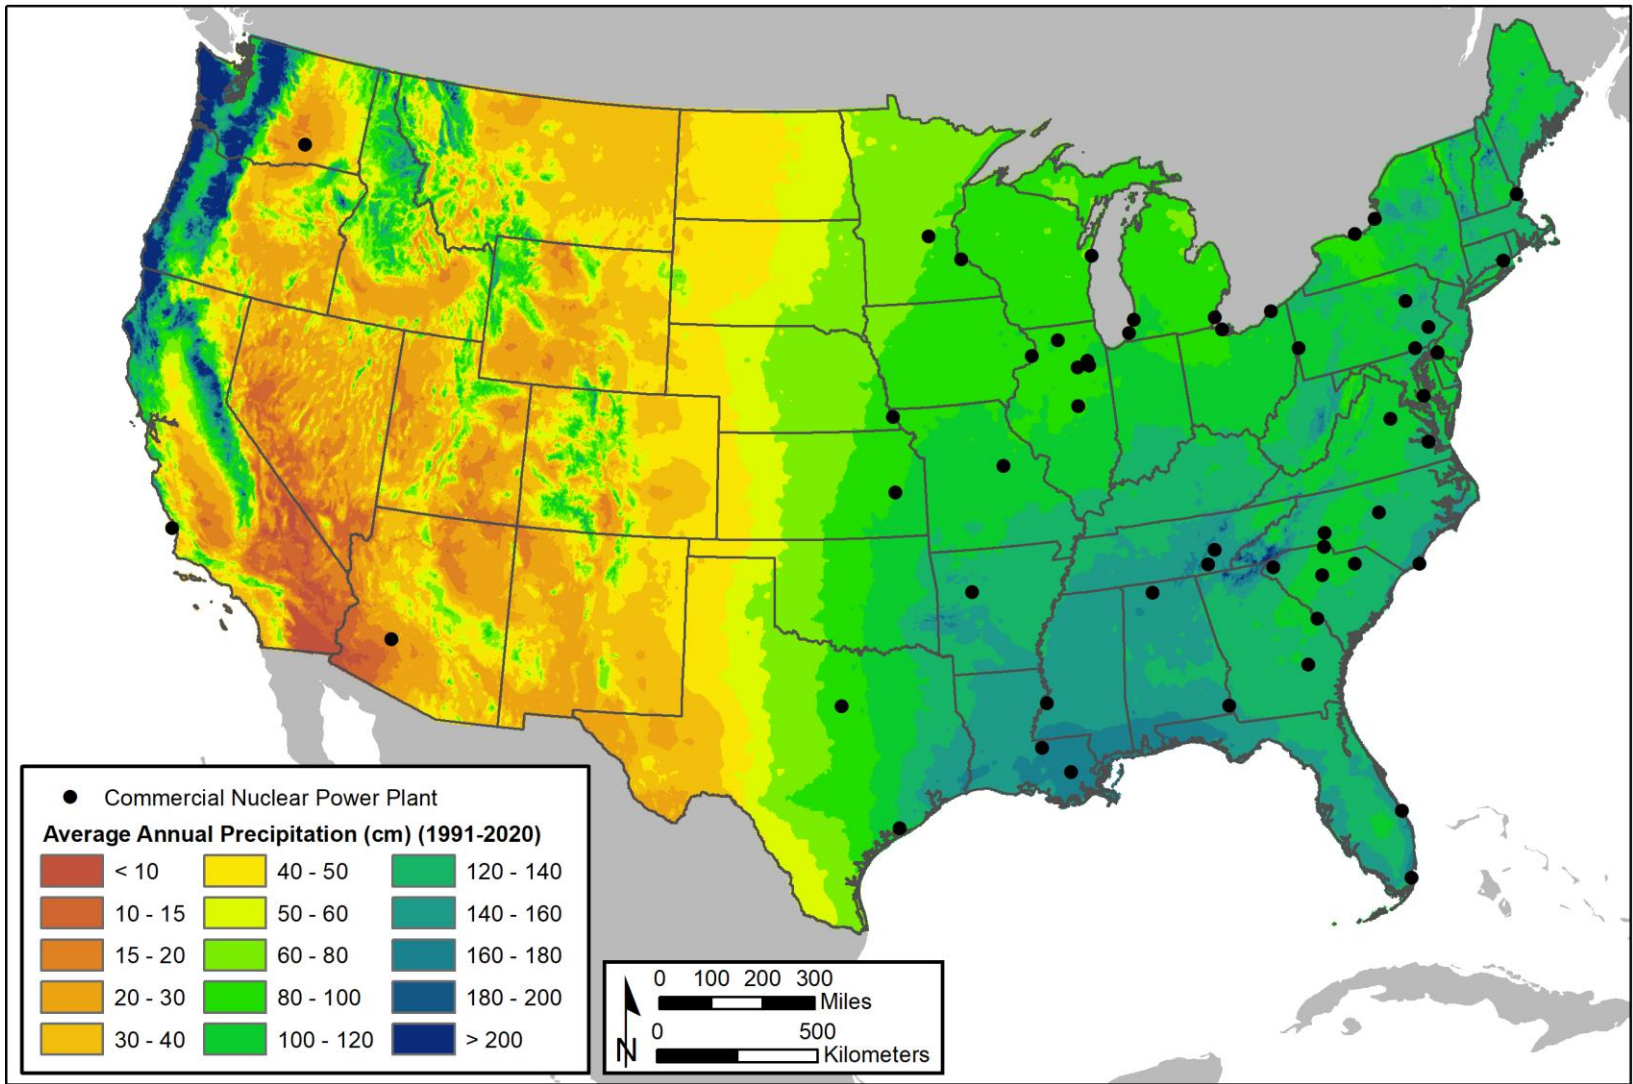 Commercial Nuclear Power Plant
Average Annual Precipitation (cm) (1991-2020)
< 10
10 - 15
15 - 20
20 - 30
30 - 40
40 - 50
50 - 60
60 - 80
80 - 100
100 - 120
120 - 140
140 - 160
160 - 180
180 - 200
> 200
N
0 100 200 300
Miles
0 500
Kilometers